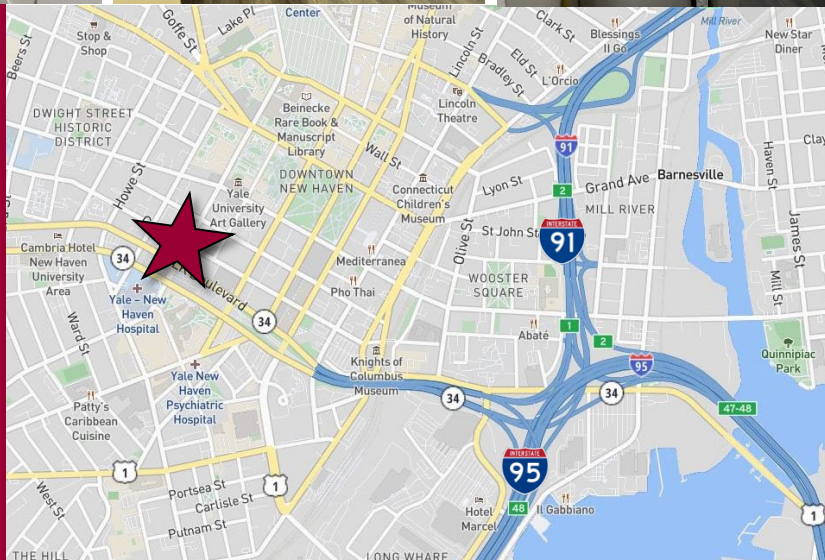 Center
Museum
of Natural
History
Lake Pl
Goffe St
Stop &
Shop
Beers St
Lincoln St
Clark St
Blessings
II Go
Mill River
New Star
Diner
Eld St
L'Orcio
Bradley St
DWIGHT STREET
HISTORIC
DISTRICT
Beinecke
Rare Book &
Manuscript
Library
Lincoln
Theatre
Wall St
91
Howe St
DOWNTOWN
NEW HAVEN
Yale
University
Art Gallery
Connecticut
Children's
Museum
Lyon St
2
Grand Ave
Barnesville
MILL RIVER
Haven St
Clay
James St
Cambria Hotel
New Haven
University
Area
34
Boulevard
Mediterranea
Olive St
St John St
INTERSTATE
91
Yale – New
Haven
Hospital
Pho Thai
WOOSTER
SQUARE
Mill St
Ward St
34
1
2
Abaté
Quinnipiac
Park
Knights of
Columbus
Museum
95
Yale New
Haven
Psychiatric
Hospital
34
34
47-48
Patty's
Caribbean
Cuisine
1
1
INTERSTATE
95
West St
Portsea St
Carlisle St
Putnam St
Hotel
Marcel
48
Il Gabbiano
1
THE HILL
LONG WHARF